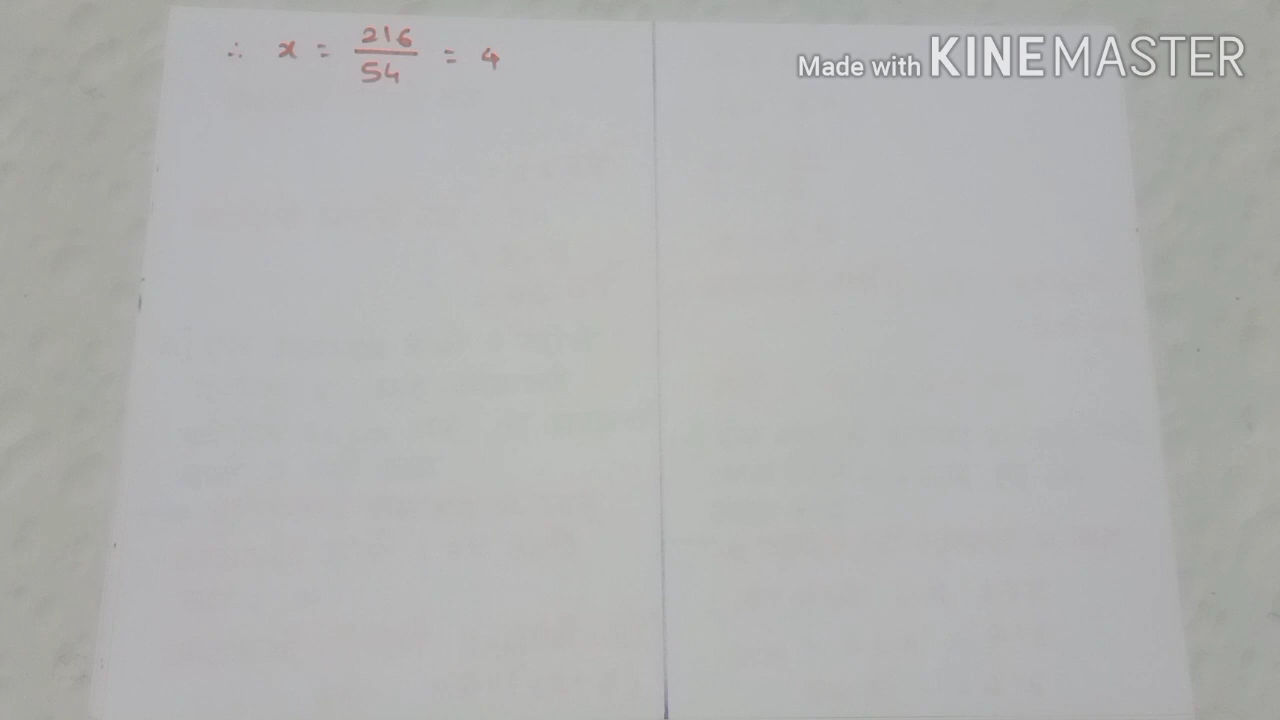 ∴ x = 216/54 = 4
Made with KINEMASTER